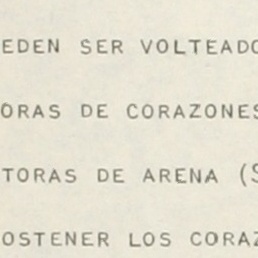 EDEN SER VOLTEADO
ORAS DE CORAZONES
TORAS DE ARENA (S
OSTENER LOS CORAZ